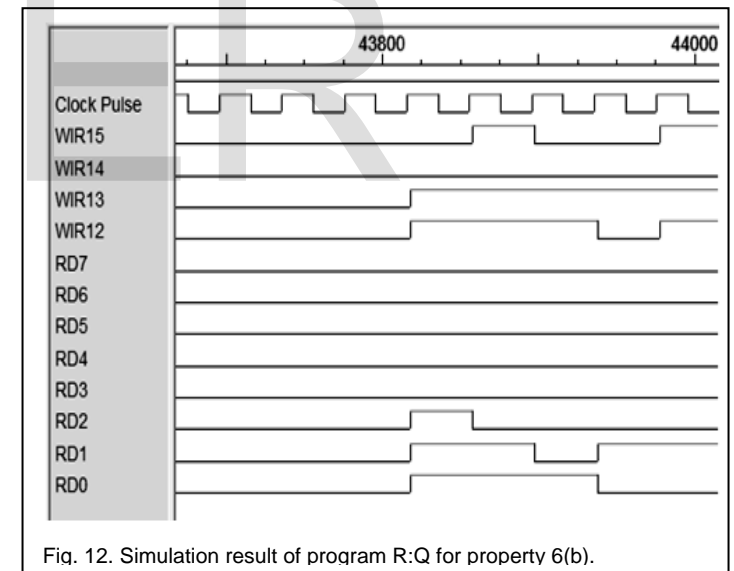 43800 44000
Clock Pulse
WIR15
WIR14
WIR13
WIR12
RD7
RD6
RD5
RD4
RD3
RD2
RD1
RD0
Fig. 12. Simulation result of program R:Q for property 6(b).